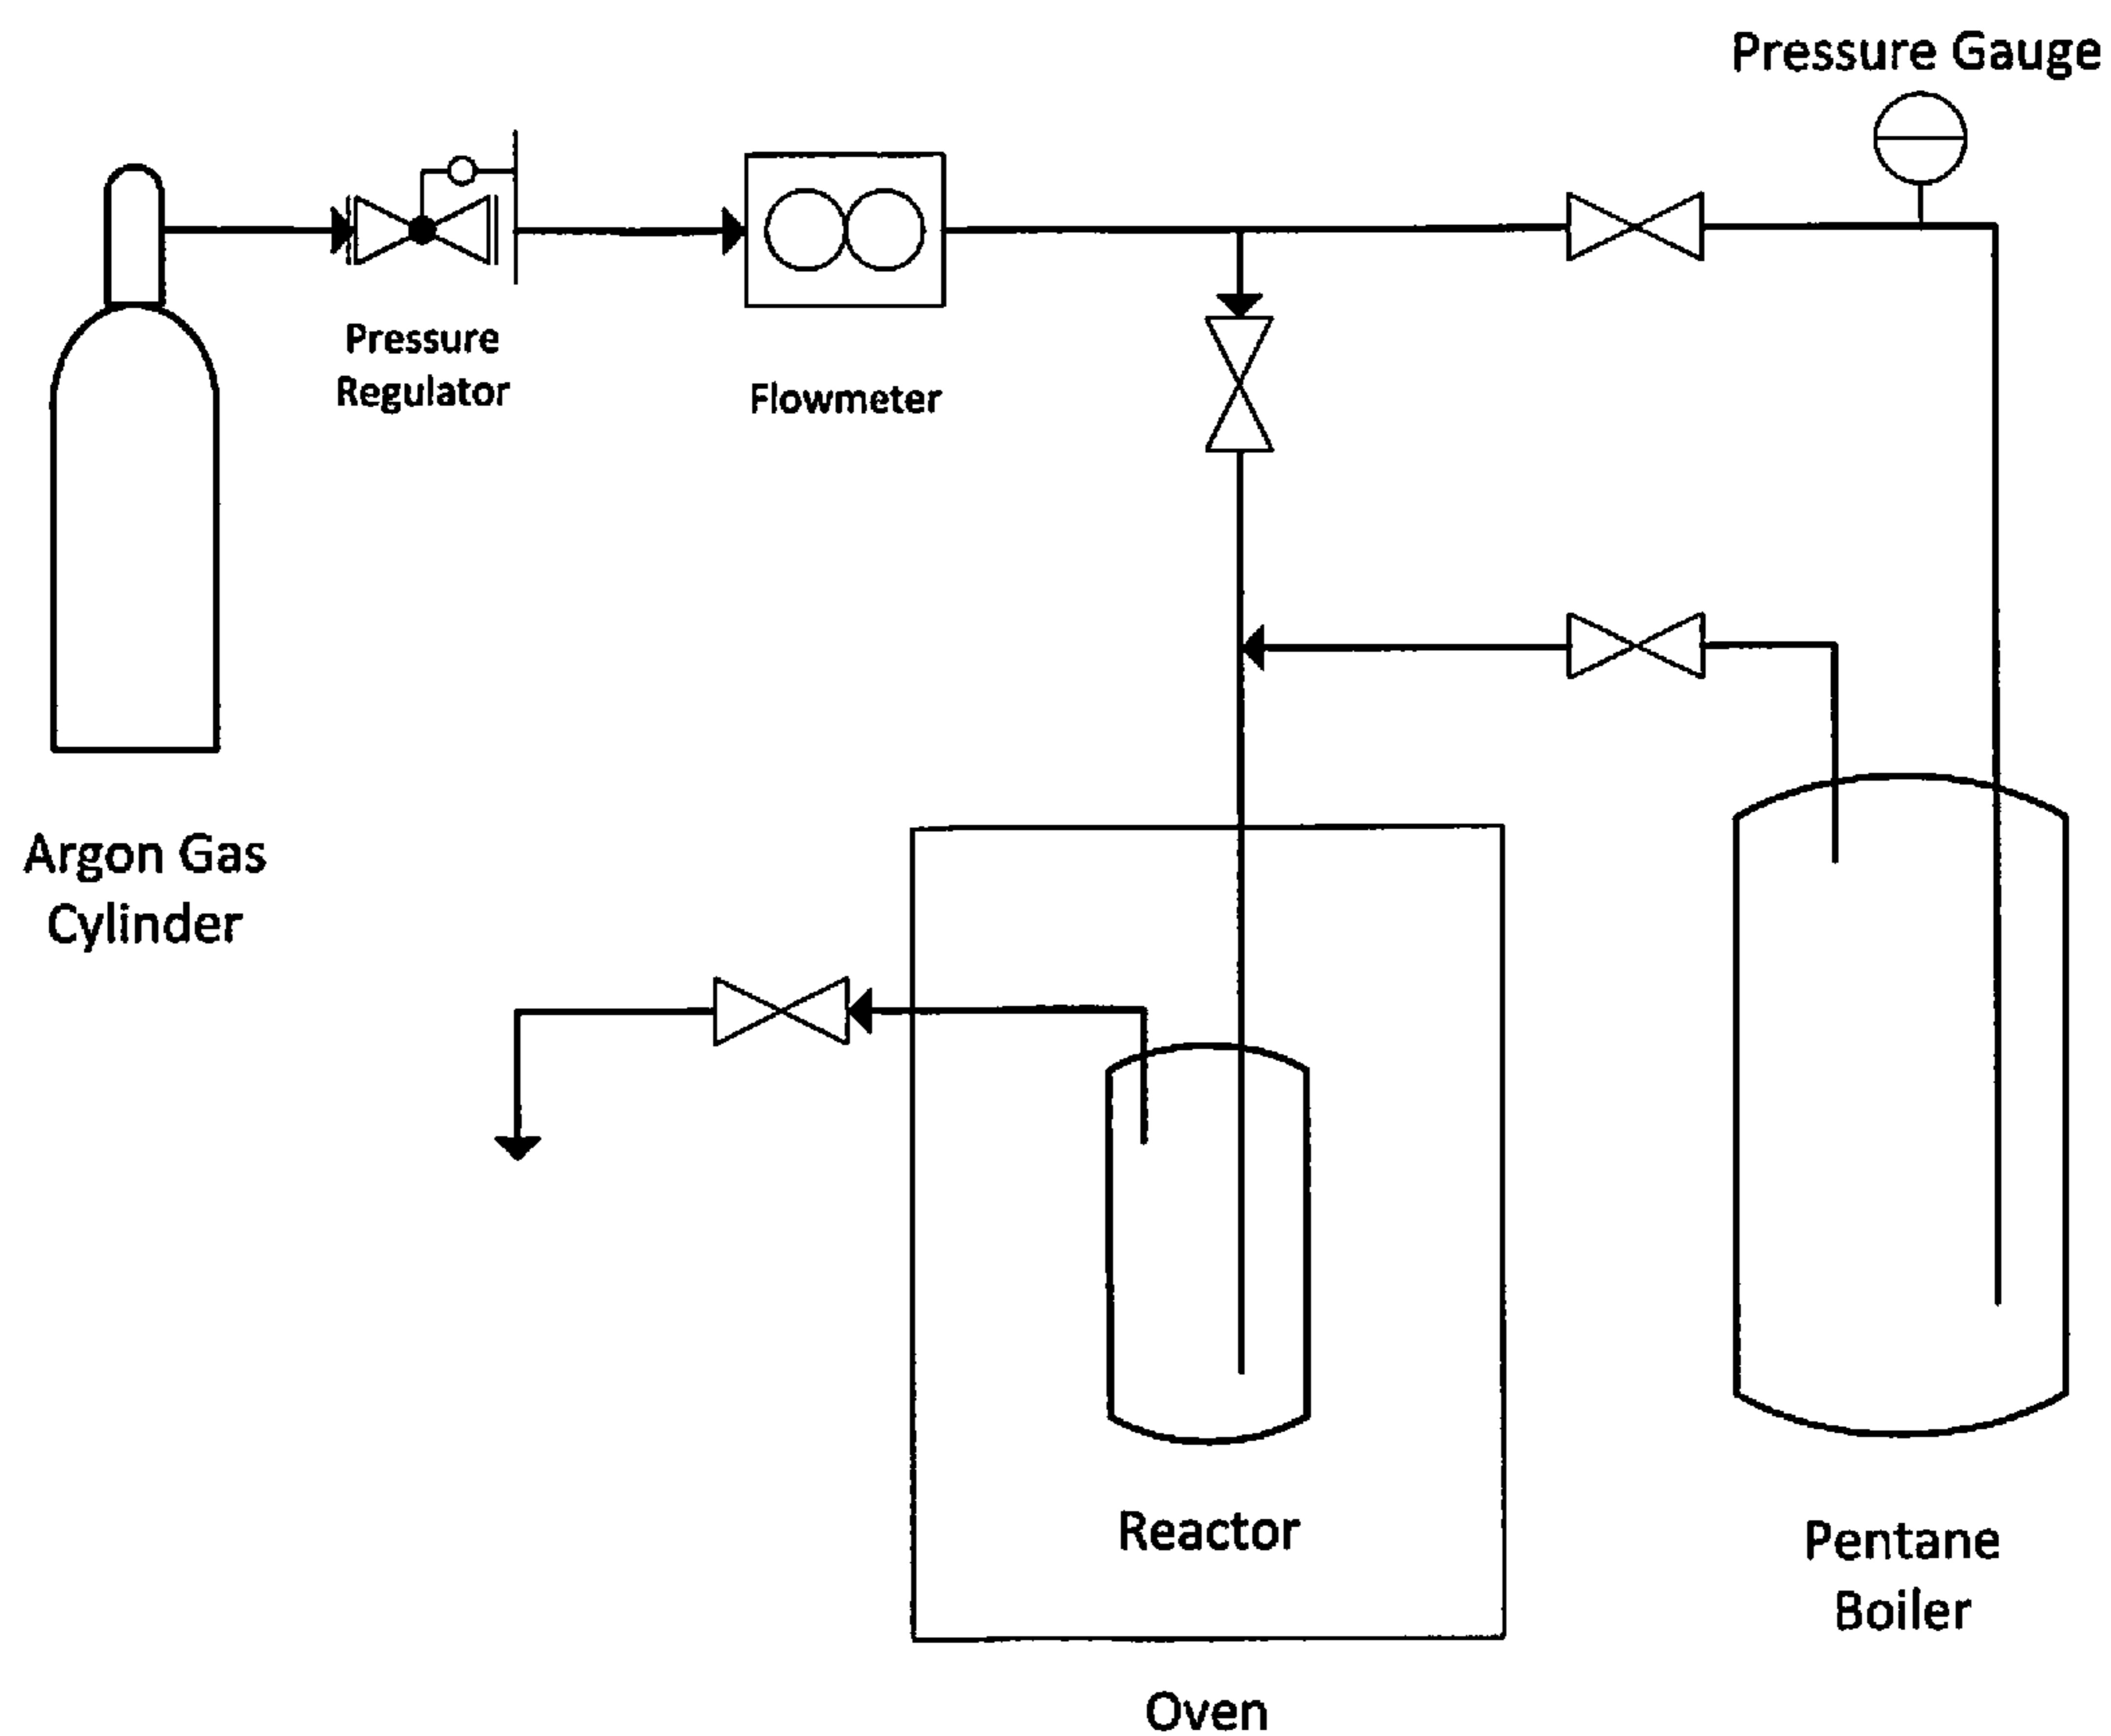 Pressure Gauge
Pressure
Regulator
Flowmeter
Argon Gas
Cylinder
Reactor
Pentane
Boiler
Oven